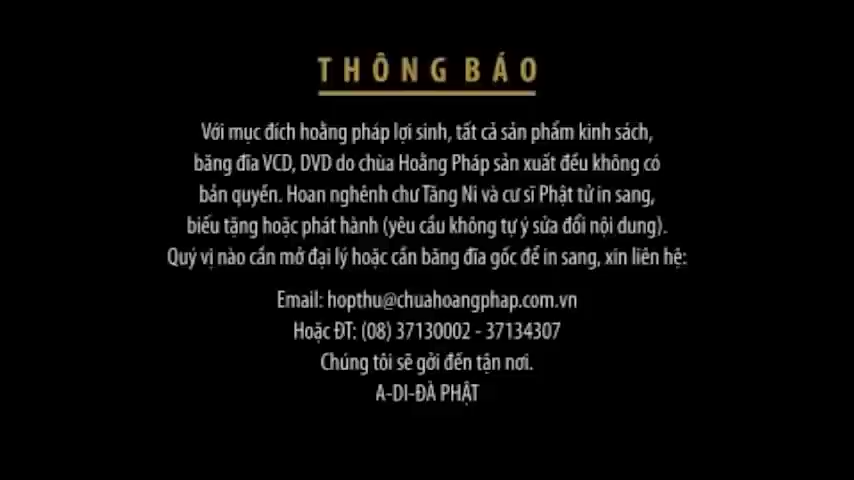 THÔNG BÁO
Với mục đích hoằng pháp lợi sinh, tất cả sản phẩm kinh sách,
băng đĩa VCD, DVD do chùa Hoằng Pháp sản xuất đều không có
bản quyền. Hoan nghênh chư Tăng Ni và cư sĩ Phật tử in sang,
biếu tặng hoặc phát hành (yêu cầu không tự ý sửa đổi nội dung).
Quý vị nào cần mở đại lý hoặc cần băng đĩa gốc để in sang, xin liên hệ:
Email: hopthu@chuahoangphap.com.vn
Hoặc ĐT: (08) 37130002 - 37134307
Chúng tôi sẽ gởi đến tận nơi.
A-DI-ĐÀ PHẬT